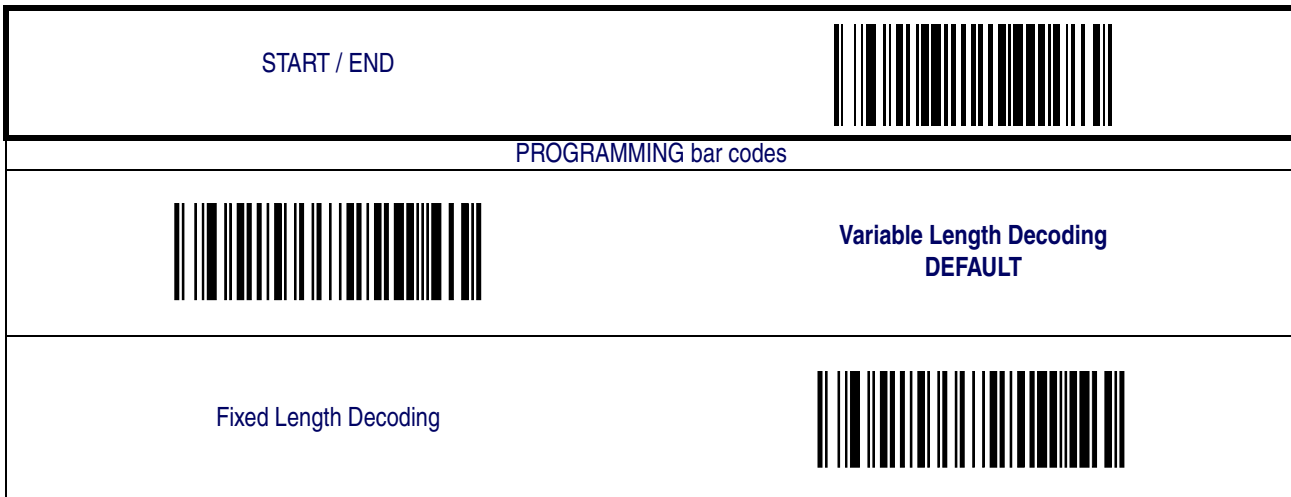 START / END
PROGRAMMING bar codes
Variable Length Decoding
DEFAULT
Fixed Length Decoding